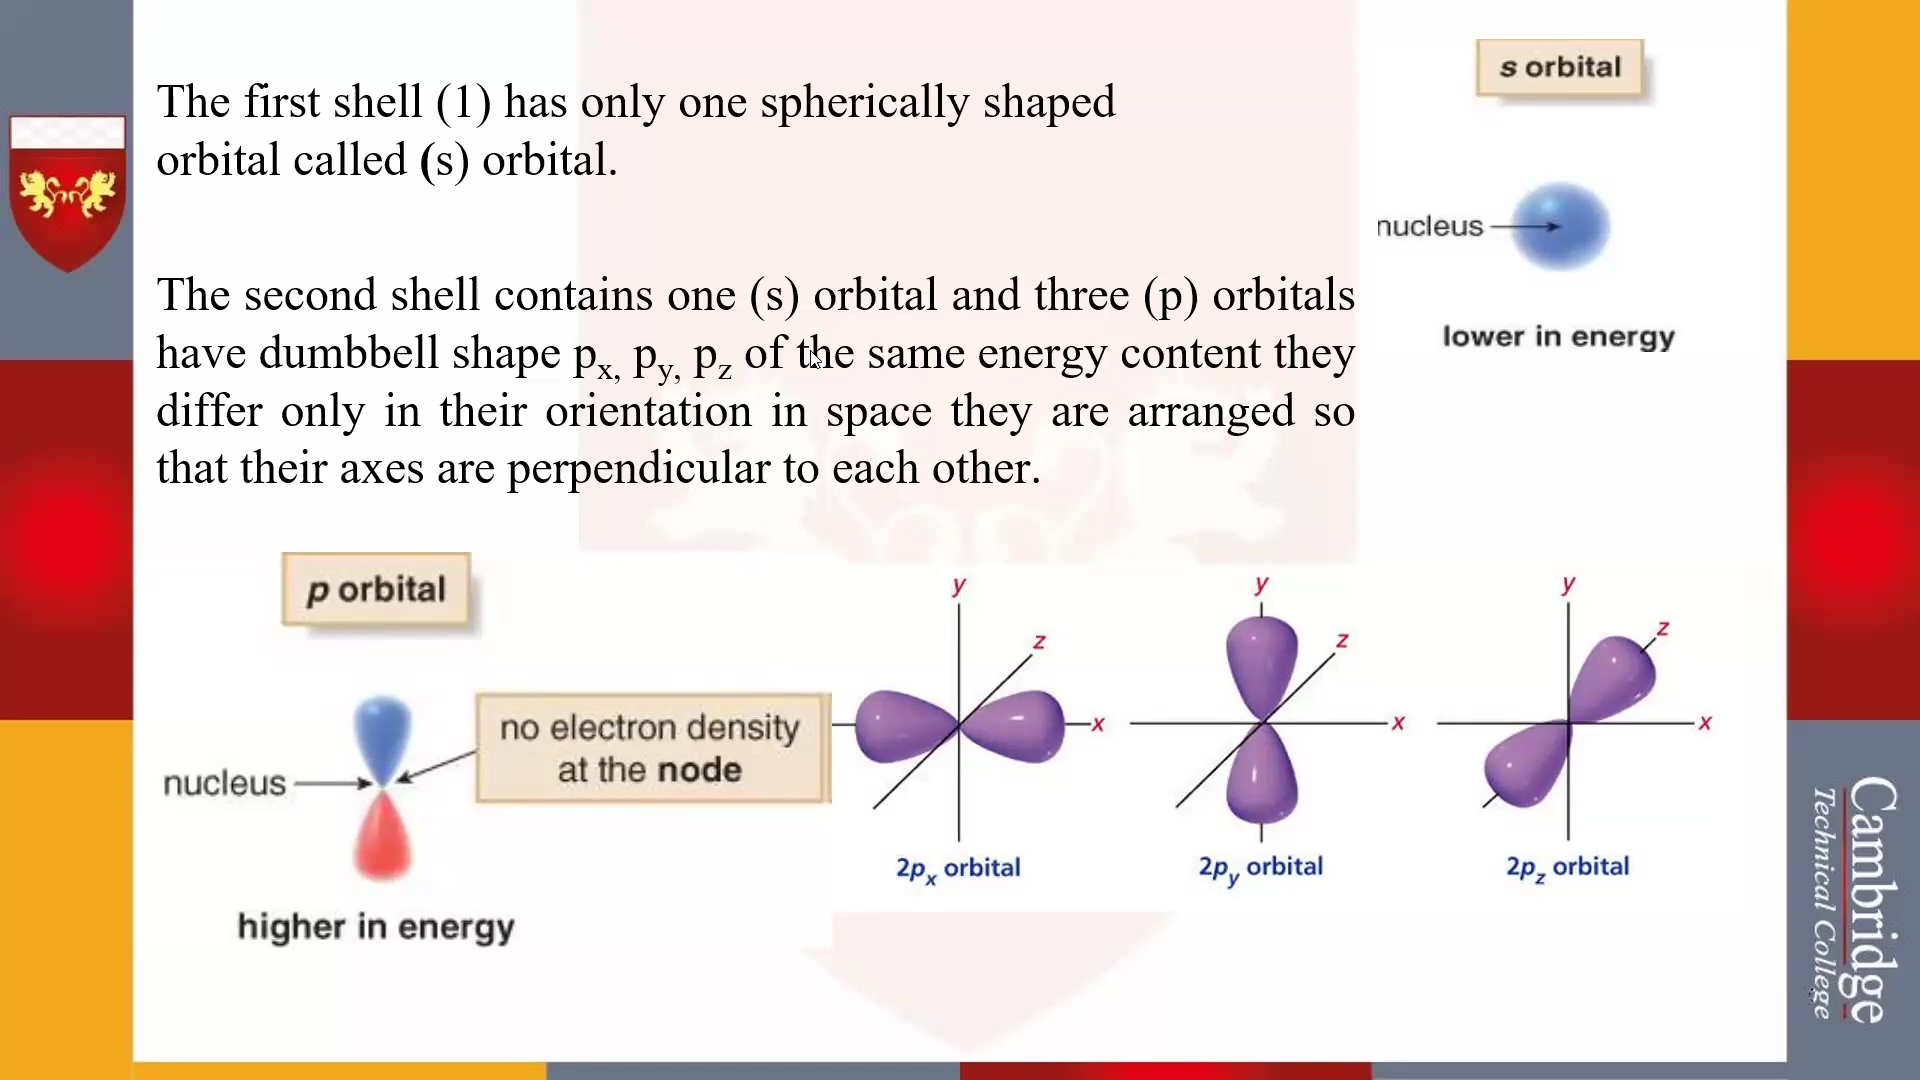 The first shell (1) has only one spherically shaped
orbital called (s) orbital.
The second shell contains one (s) orbital and three (p) orbitals
have dumbbell shape px, py, pz of the same energy content they
differ only in their orientation in space they are arranged so
that their axes are perpendicular to each other.
s orbital
nucleus
lower in energy
p orbital
nucleus
no electron density
at the node
higher in energy
y
z
x
2px orbital
y
z
x
2py orbital
y
z
x
2pz orbital
Cambridge
Technical College